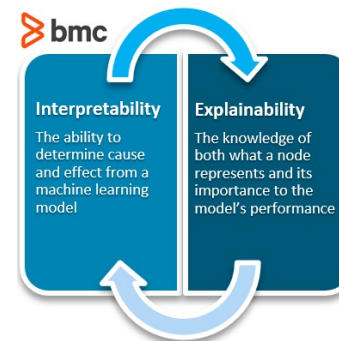 bmc
Interpretability
The ability to
determine cause
and effect from a
machine learning
model
Explainability
The knowledge of
both what a node
represents and its
importance to the
model's performance